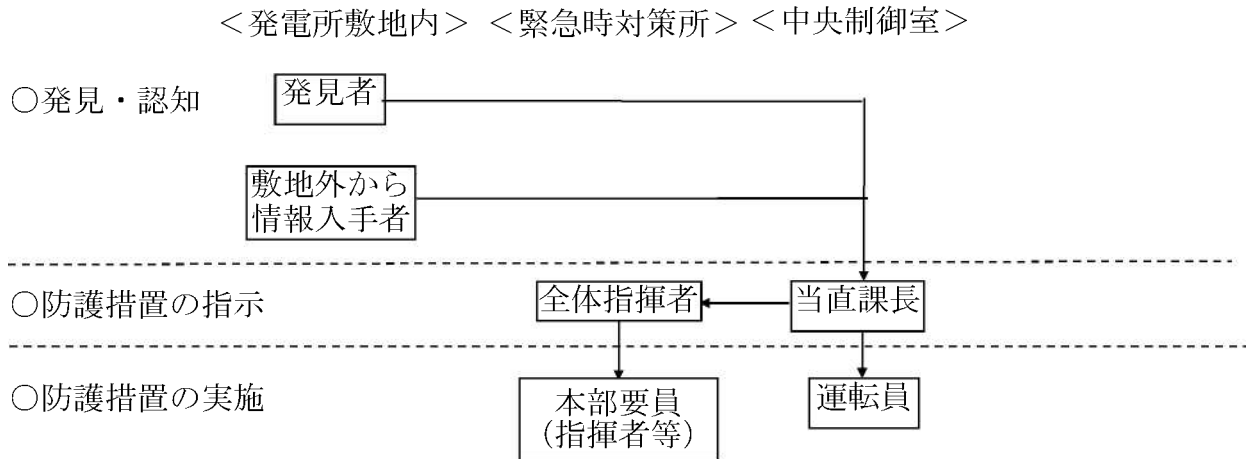 ＜発電所敷地内＞ ＜緊急時対策所＞ ＜中央制御室＞
○発見・認知
発見者
敷地外から
情報入手者
○防護措置の指示
全体指揮者
当直課長
○防護措置の実施
本部要員
（指揮者等）
運転員